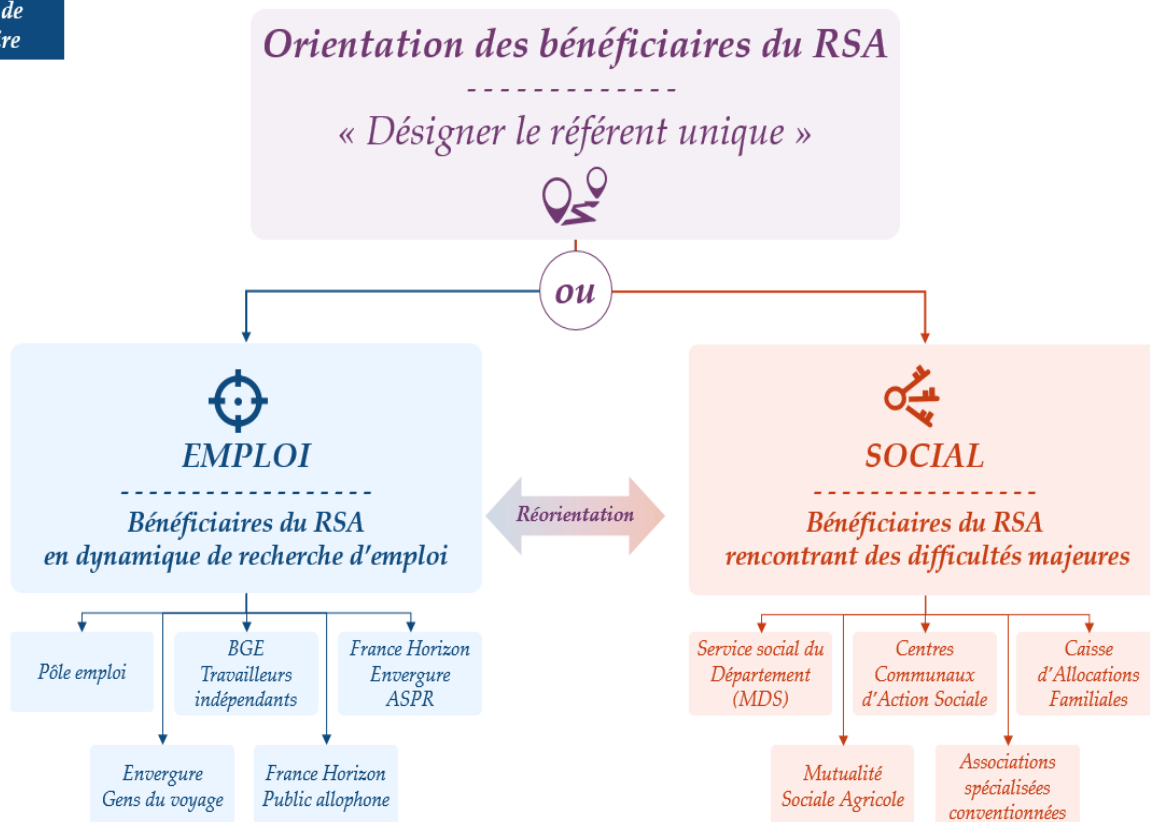 de
ire
Orientation des bénéficiaires du RSA
-------------
« Désigner le référent unique »
ou
EMPLOI
------------------
Bénéficiaires du RSA
en dynamique de recherche d'emploi
Réorientation
SOCIAL
----------------
Bénéficiaires du RSA
rencontrant des difficultés majeures
Pôle emploi
BGE
Travailleurs
indépendants
France Horizon
Envergure
ASPR
Envergure
Gens du voyage
France Horizon
Public allophone
Service social du
Département
(MDS)
Centres
Communaux
d'Action Sociale
Caisse
d'Allocations
Familiales
Mutualité
Sociale Agricole
Associations
spécialisées
conventionnées